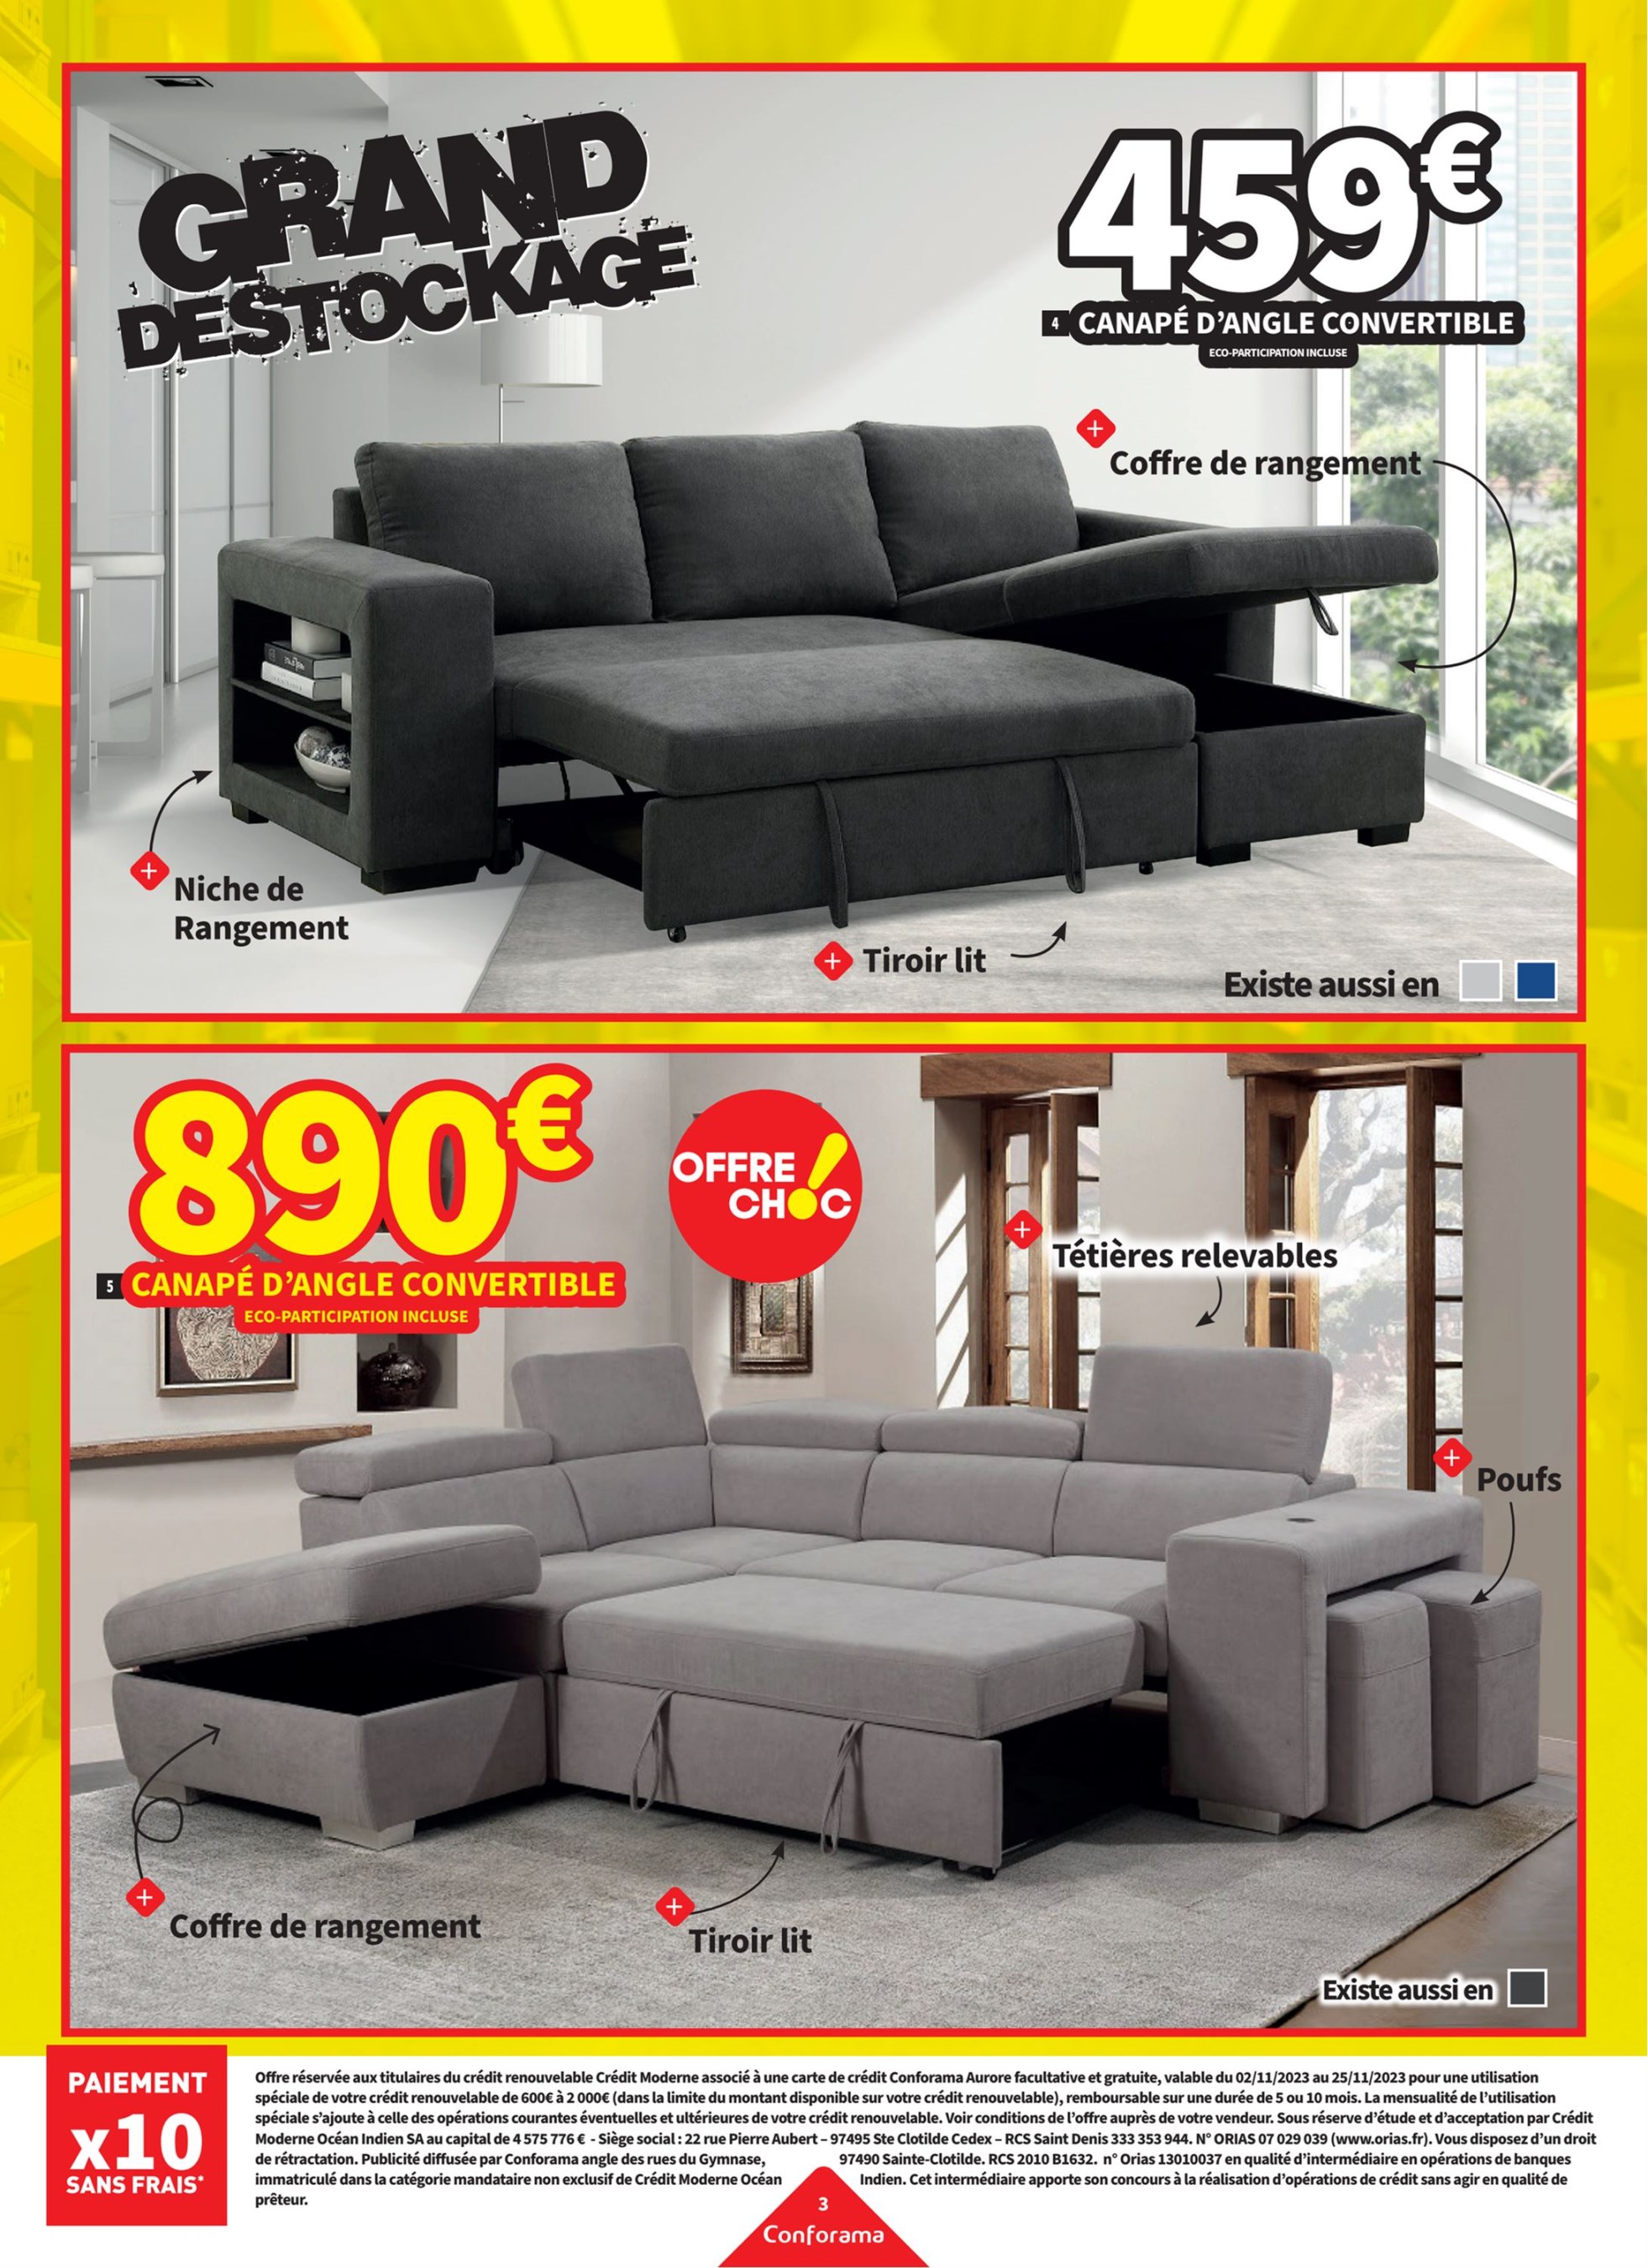 GRAND
DESTOCKAGE
459€
4 CANAPÉ D'ANGLE CONVERTIBLE
ECO-PARTICIPATION INCLUSE
+
Coffre de rangement
+
Niche de
Rangement
+ Tiroir lit
Existe aussi en
890€
5 CANAPÉ D'ANGLE CONVERTIBLE
ECO-PARTICIPATION INCLUSE
OFFRE
CHOC!
+
Tétières relevables
+
Poufs
+
Coffre de rangement
+
Tiroir lit
Existe aussi en
PAIEMENT
x10
SANS FRAIS*
Offre réservée aux titulaires du crédit renouvelable Crédit Moderne associé à une carte de crédit Conforama Aurore facultative et gratuite, valable du 02/11/2023 au 25/11/2023 pour une utilisation
spéciale de votre crédit renouvelable de 600€ à 2 000€ (dans la limite du montant disponible sur votre crédit renouvelable), remboursable sur une durée de 5 ou 10 mois. La mensualité de l'utilisation
spéciale s'ajoute à celle des opérations courantes éventuelles et ultérieures de votre crédit renouvelable. Voir conditions de l'offre auprès de votre vendeur. Sous réserve d'étude et d'acceptation par Crédit
Moderne Océan Indien SA au capital de 4 575 776 € - Siège social : 22 rue Pierre Aubert – 97495 Ste Clotilde Cedex – RCS Saint Denis 333 353 944. N° ORIAS 07 029 039 (www.orias.fr). Vous disposez d'un droit
de rétractation. Publicité diffusée par Conforama angle des rues du Gymnase, 97490 Sainte-Clotilde. RCS 2010 B1632. n° Orias 13010037 en qualité d'intermédiaire en opérations de banques
immatriculé dans la catégorie mandataire non exclusif de Crédit Moderne Océan Indien. Cet intermédiaire apporte son concours à la réalisation d'opérations de crédit sans agir en qualité de
prêteur.
3
Conforama